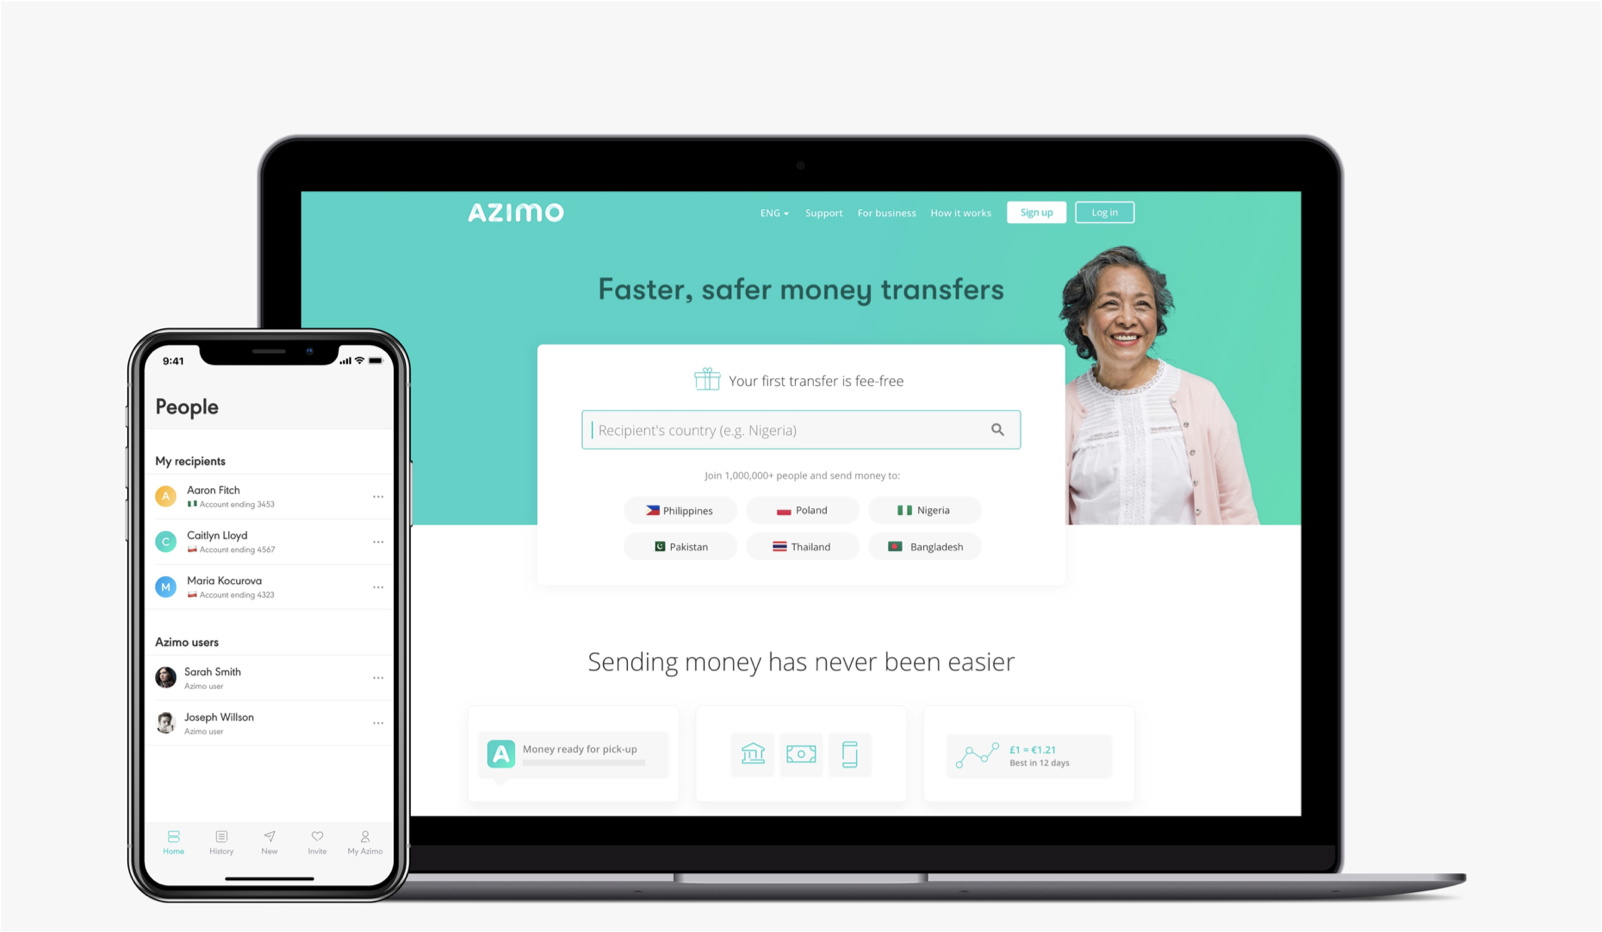 AZIMO
ENG
Support
For business
How it works
Sign up
Log in
Faster, safer money transfers
Your first transfer is fee-free
Recipient's country (e.g. Nigeria)
Join 1,000,000+ people and send money to:
Philippines
Poland
Nigeria
Pakistan
Thailand
Bangladesh
Sending money has never been easier
A
Money ready for pick-up
£1 = €1.21
Best in 12 days
9:41
People
My recipients
A
Aaron Fitch
Account ending 3453
C
Caitlyn Lloyd
Account ending 4567
M
Maria Kocurova
Account ending 4323
Azimo users
Sarah Smith
Azimo user
Joseph Willson
Azimo user
Home
History
New
Invite
My Azimo